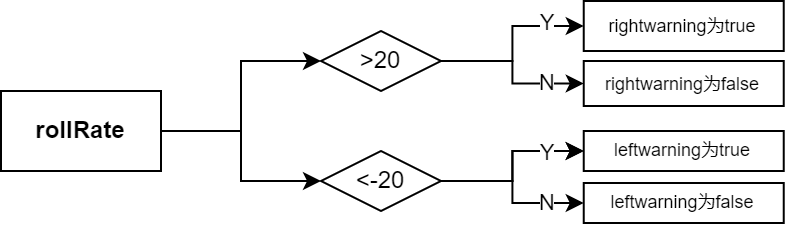 rollRate
>20
Y
rightwarning为true
N
rightwarning为false
<-20
Y
leftwarning为true
N
leftwarning为false